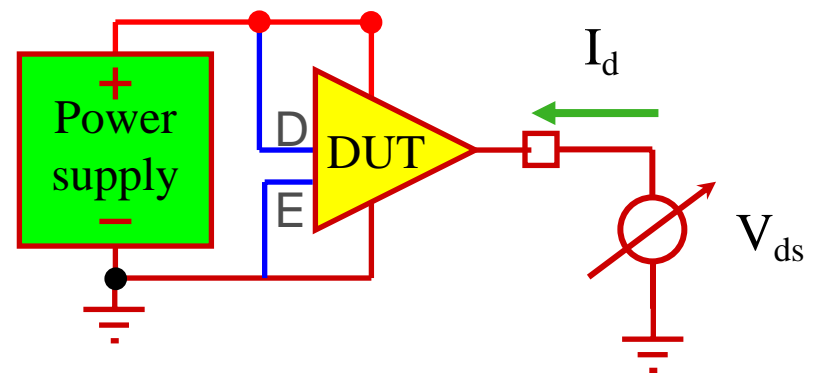 +
Power
supply
−
D
E
DUT
I_d
V_ds